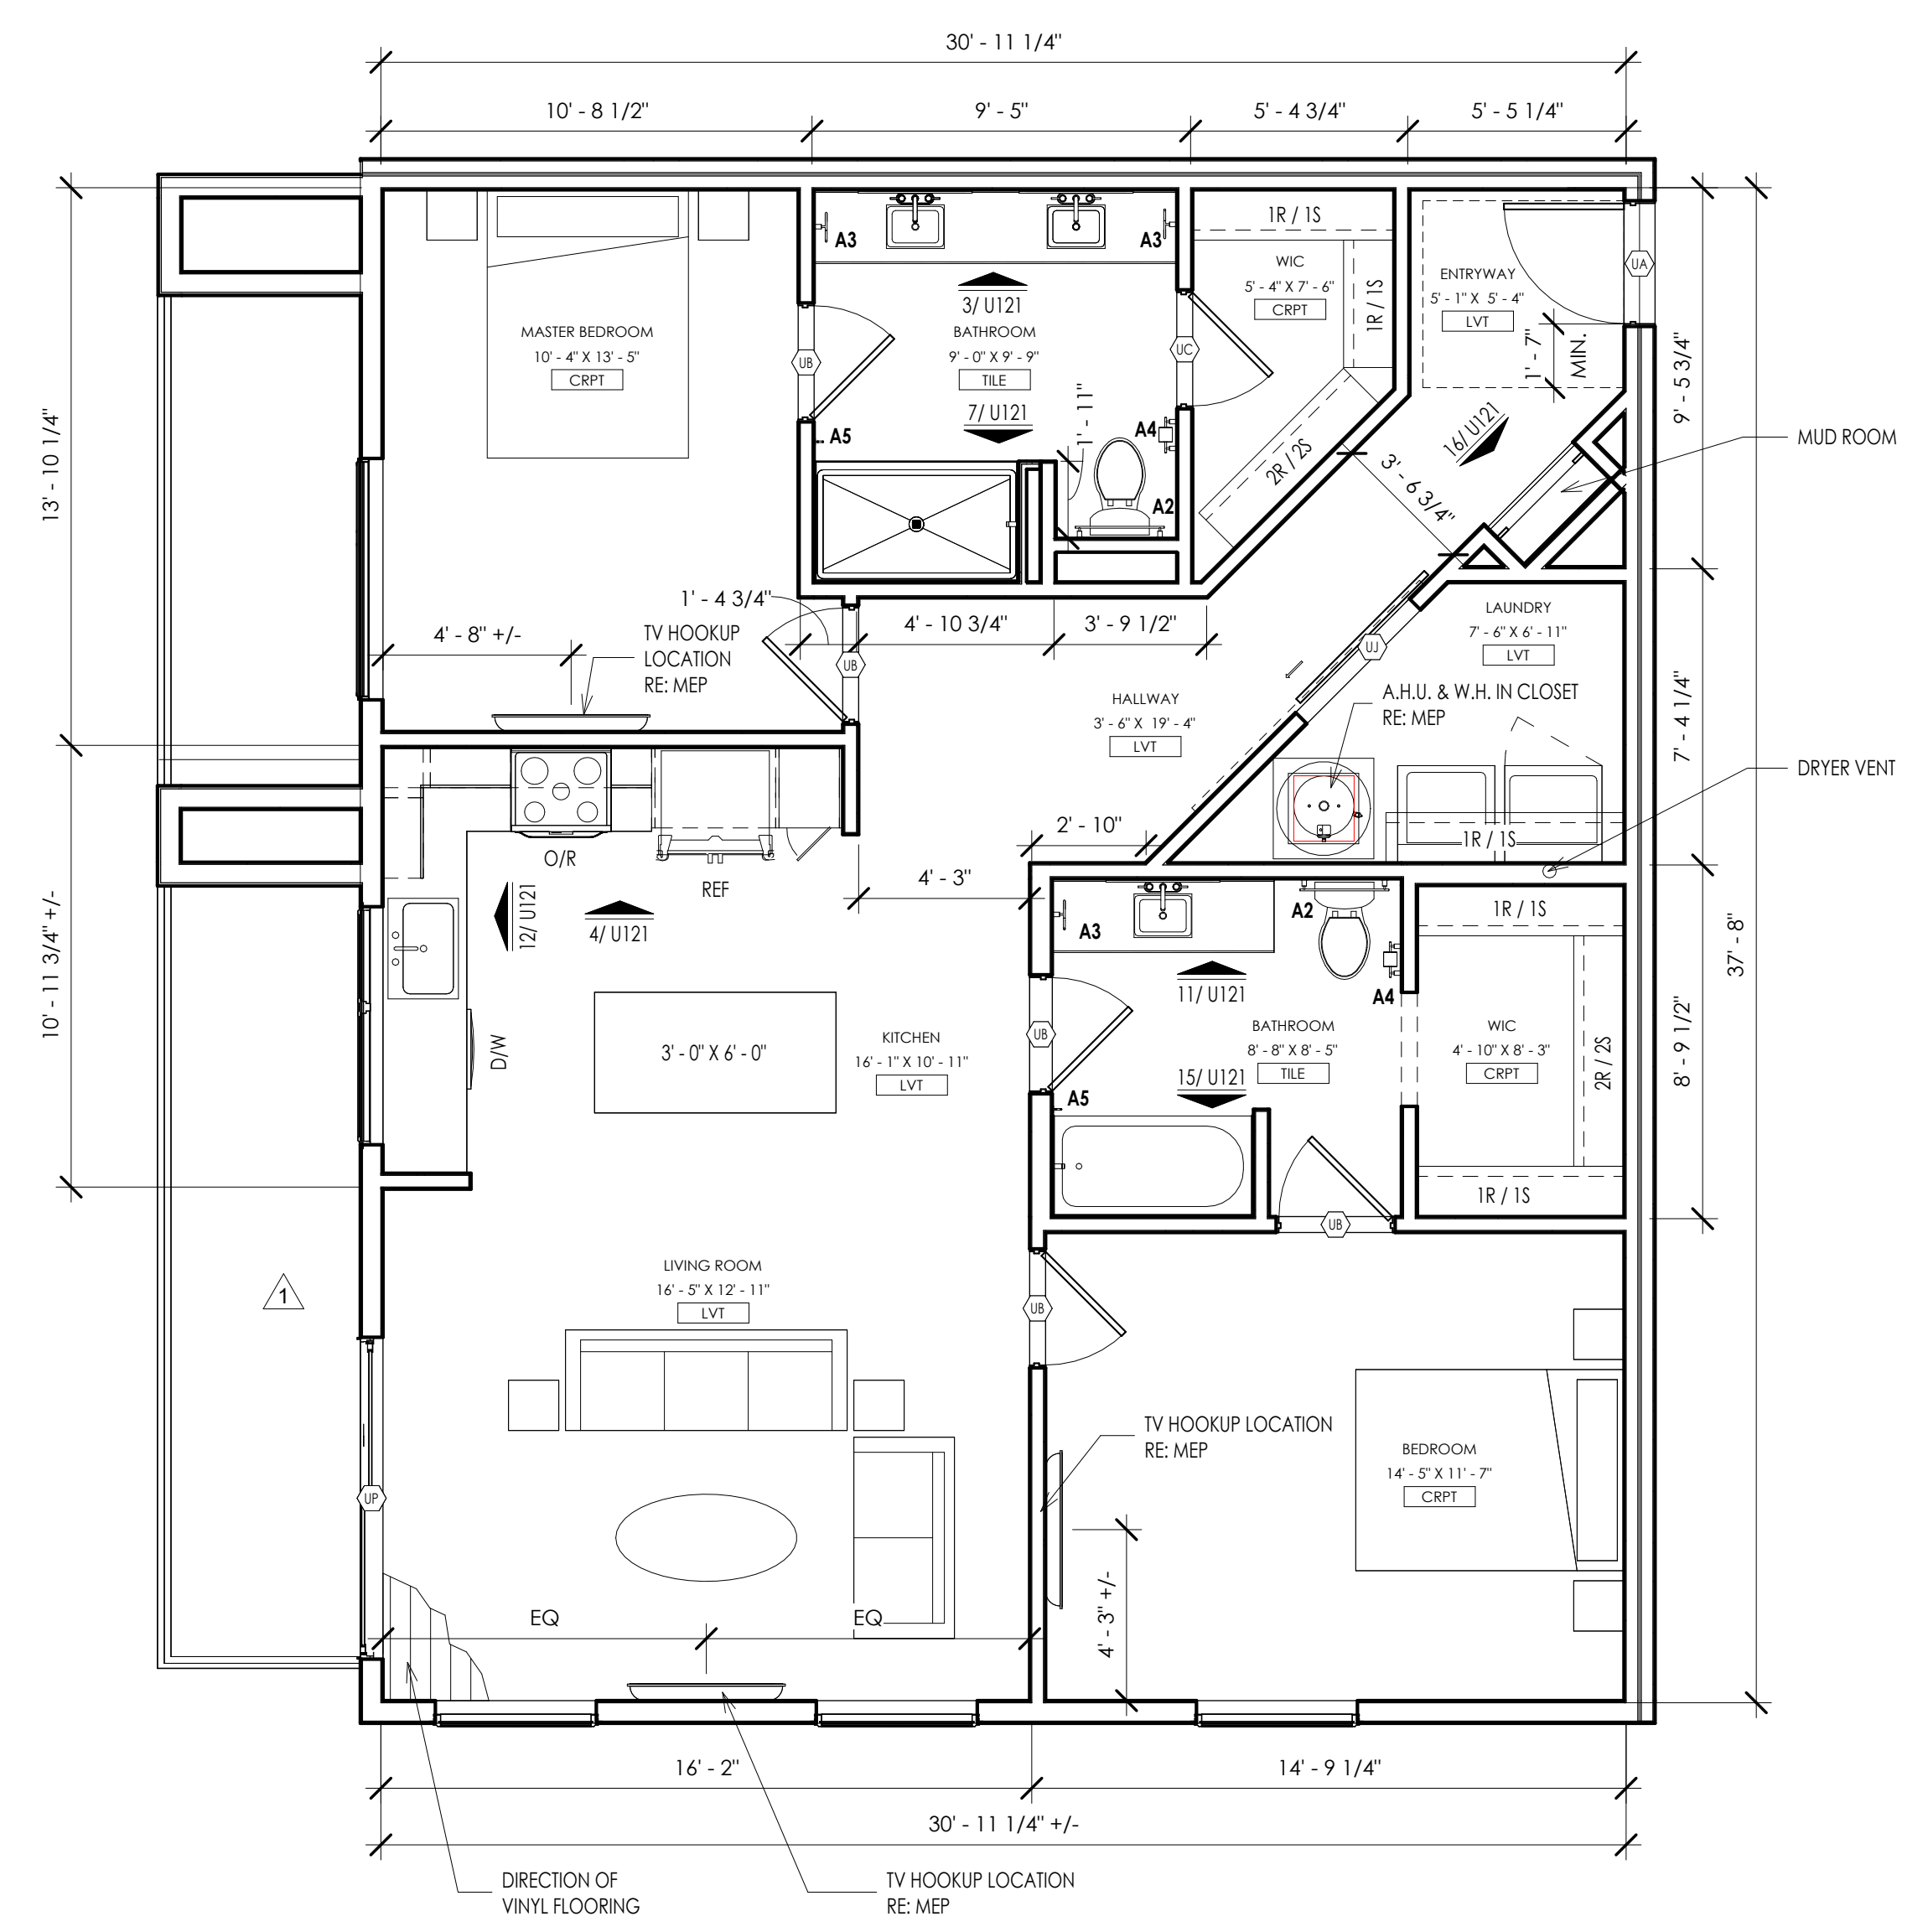 30' - 11 1/4"
10' - 8 1/2"
9' - 5"
5' - 4 3/4"
5' - 5 1/4"
A3
A3
1R / 1S
WIC
5' - 4" X 7' - 6"
CRPT
1R / 1S
2R / 2S
ENTRYWAY
5' - 1" X 5' - 4"
LVT
UA
1' - 7"
MIN.
9' - 5 3/4"
3/ U121
BATHROOM
9' - 0" X 9' - 9"
TILE
7/ U121
MASTER BEDROOM
10' - 4" X 13' - 5"
CRPT
UB
UC
1' - 11"
A5
A4
A2
16/ U121
MUD ROOM
3' - 6 3/4"
13' - 10 1/4"
1' - 4 3/4"
4' - 8" +/-
TV HOOKUP
LOCATION
RE: MEP
4' - 10 3/4"
3' - 9 1/2"
UB
UJ
LAUNDRY
7' - 6" X 6' - 11"
LVT
A.H.U. & W.H. IN CLOSET
RE: MEP
HALLWAY
3' - 6" X 19' - 4"
LVT
7' - 4 1/4"
DRYER VENT
1R / 1S
2' - 10"
O/R
REF
4' - 3"
12/ U121
4/ U121
A3
A2
1R / 1S
11/ U121
A4
37' - 8"
10' - 11 3/4" +/-
D/W
3' - 0" X 6' - 0"
KITCHEN
16' - 1" X 10' - 11"
LVT
UB
BATHROOM
8' - 8" X 8' - 5"
TILE
WIC
4' - 10" X 8' - 3"
CRPT
2R / 2S
8' - 9 1/2"
15/ U121
A5
1R / 1S
UB
LIVING ROOM
16' - 5" X 12' - 11"
LVT
1
UB
TV HOOKUP LOCATION
RE: MEP
BEDROOM
14' - 5" X 11' - 7"
CRPT
UP
EQ
EQ
4' - 3" +/-
16' - 2"
14' - 9 1/4"
30' - 11 1/4" +/-
DIRECTION OF
VINYL FLOORING
TV HOOKUP LOCATION
RE: MEP